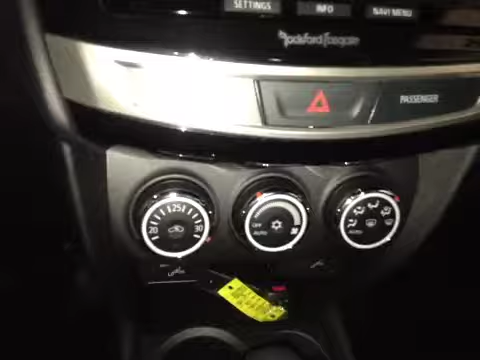 SETTINGS INFO NAVI MENU
Rockford Fosgate
PASSENGER
20 25 30
OFF
AUTO
AUTO